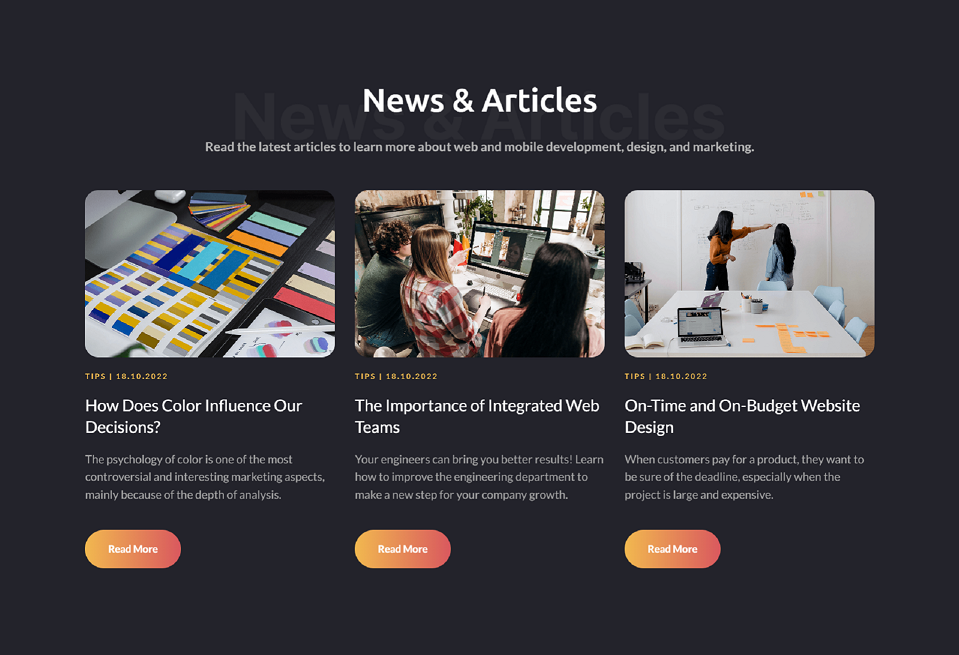 News & Articles
News & Articles
Read the latest articles to learn more about web and mobile development, design, and marketing.
TIPS | 18.10.2022
How Does Color Influence Our
Decisions?
The psychology of color is one of the most
controversial and interesting marketing aspects,
mainly because of the depth of analysis.
Read More
TIPS | 18.10.2022
The Importance of Integrated Web
Teams
Your engineers can bring you better results! Learn
how to improve the engineering department to
make a new step for your company growth.
Read More
TIPS | 18.10.2022
On-Time and On-Budget Website
Design
When customers pay for a product, they want to
be sure of the deadline, especially when the
project is large and expensive.
Read More